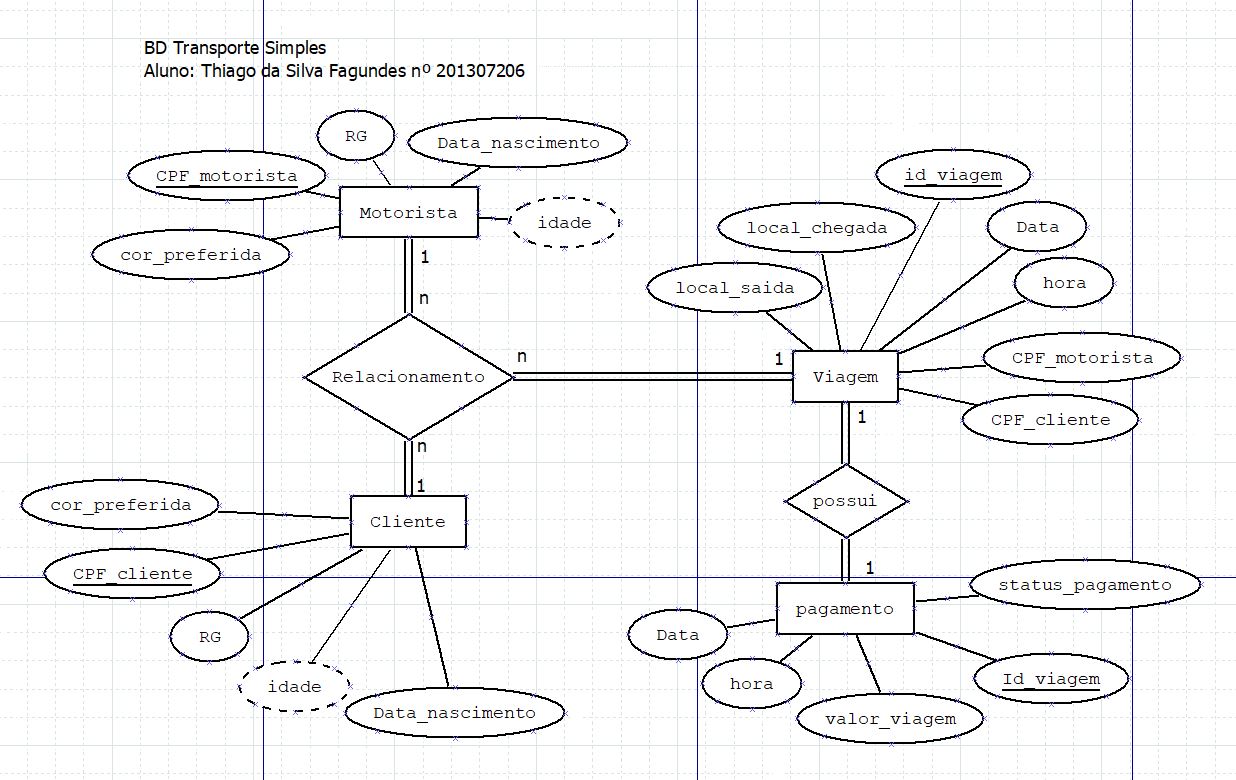 BD Transporte Simples
Aluno: Thiago da Silva Fagundes nº 201307206
RG
Data_nascimento
CPF_motorista
id_viagem
Motorista
idade
local_chegada
Data
cor_preferida
1
local_saida
hora
n
n
1
CPF_motorista
Relacionamento
Viagem
1
CPF_cliente
n
1
cor_preferida
possui
Cliente
1
CPF_cliente
status_pagamento
pagamento
RG
Data
Id_viagem
idade
hora
Data_nascimento
valor_viagem